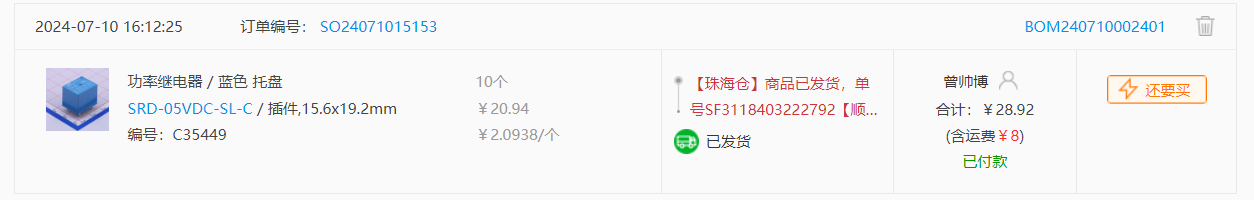 2024-07-10 16:12:25 订单编号： SO24071015153 BOM240710002401
功率继电器 / 蓝色 托盘 10个
SRD-05VDC-SL-C / 插件,15.6x19.2mm ￥20.94
编号：C35449 ￥2.0938/个
【珠海仓】商品已发货，单
号SF3118403222792【顺...
已发货
曾帅博
合计：￥28.92
(含运费￥8)
已付款
还要买